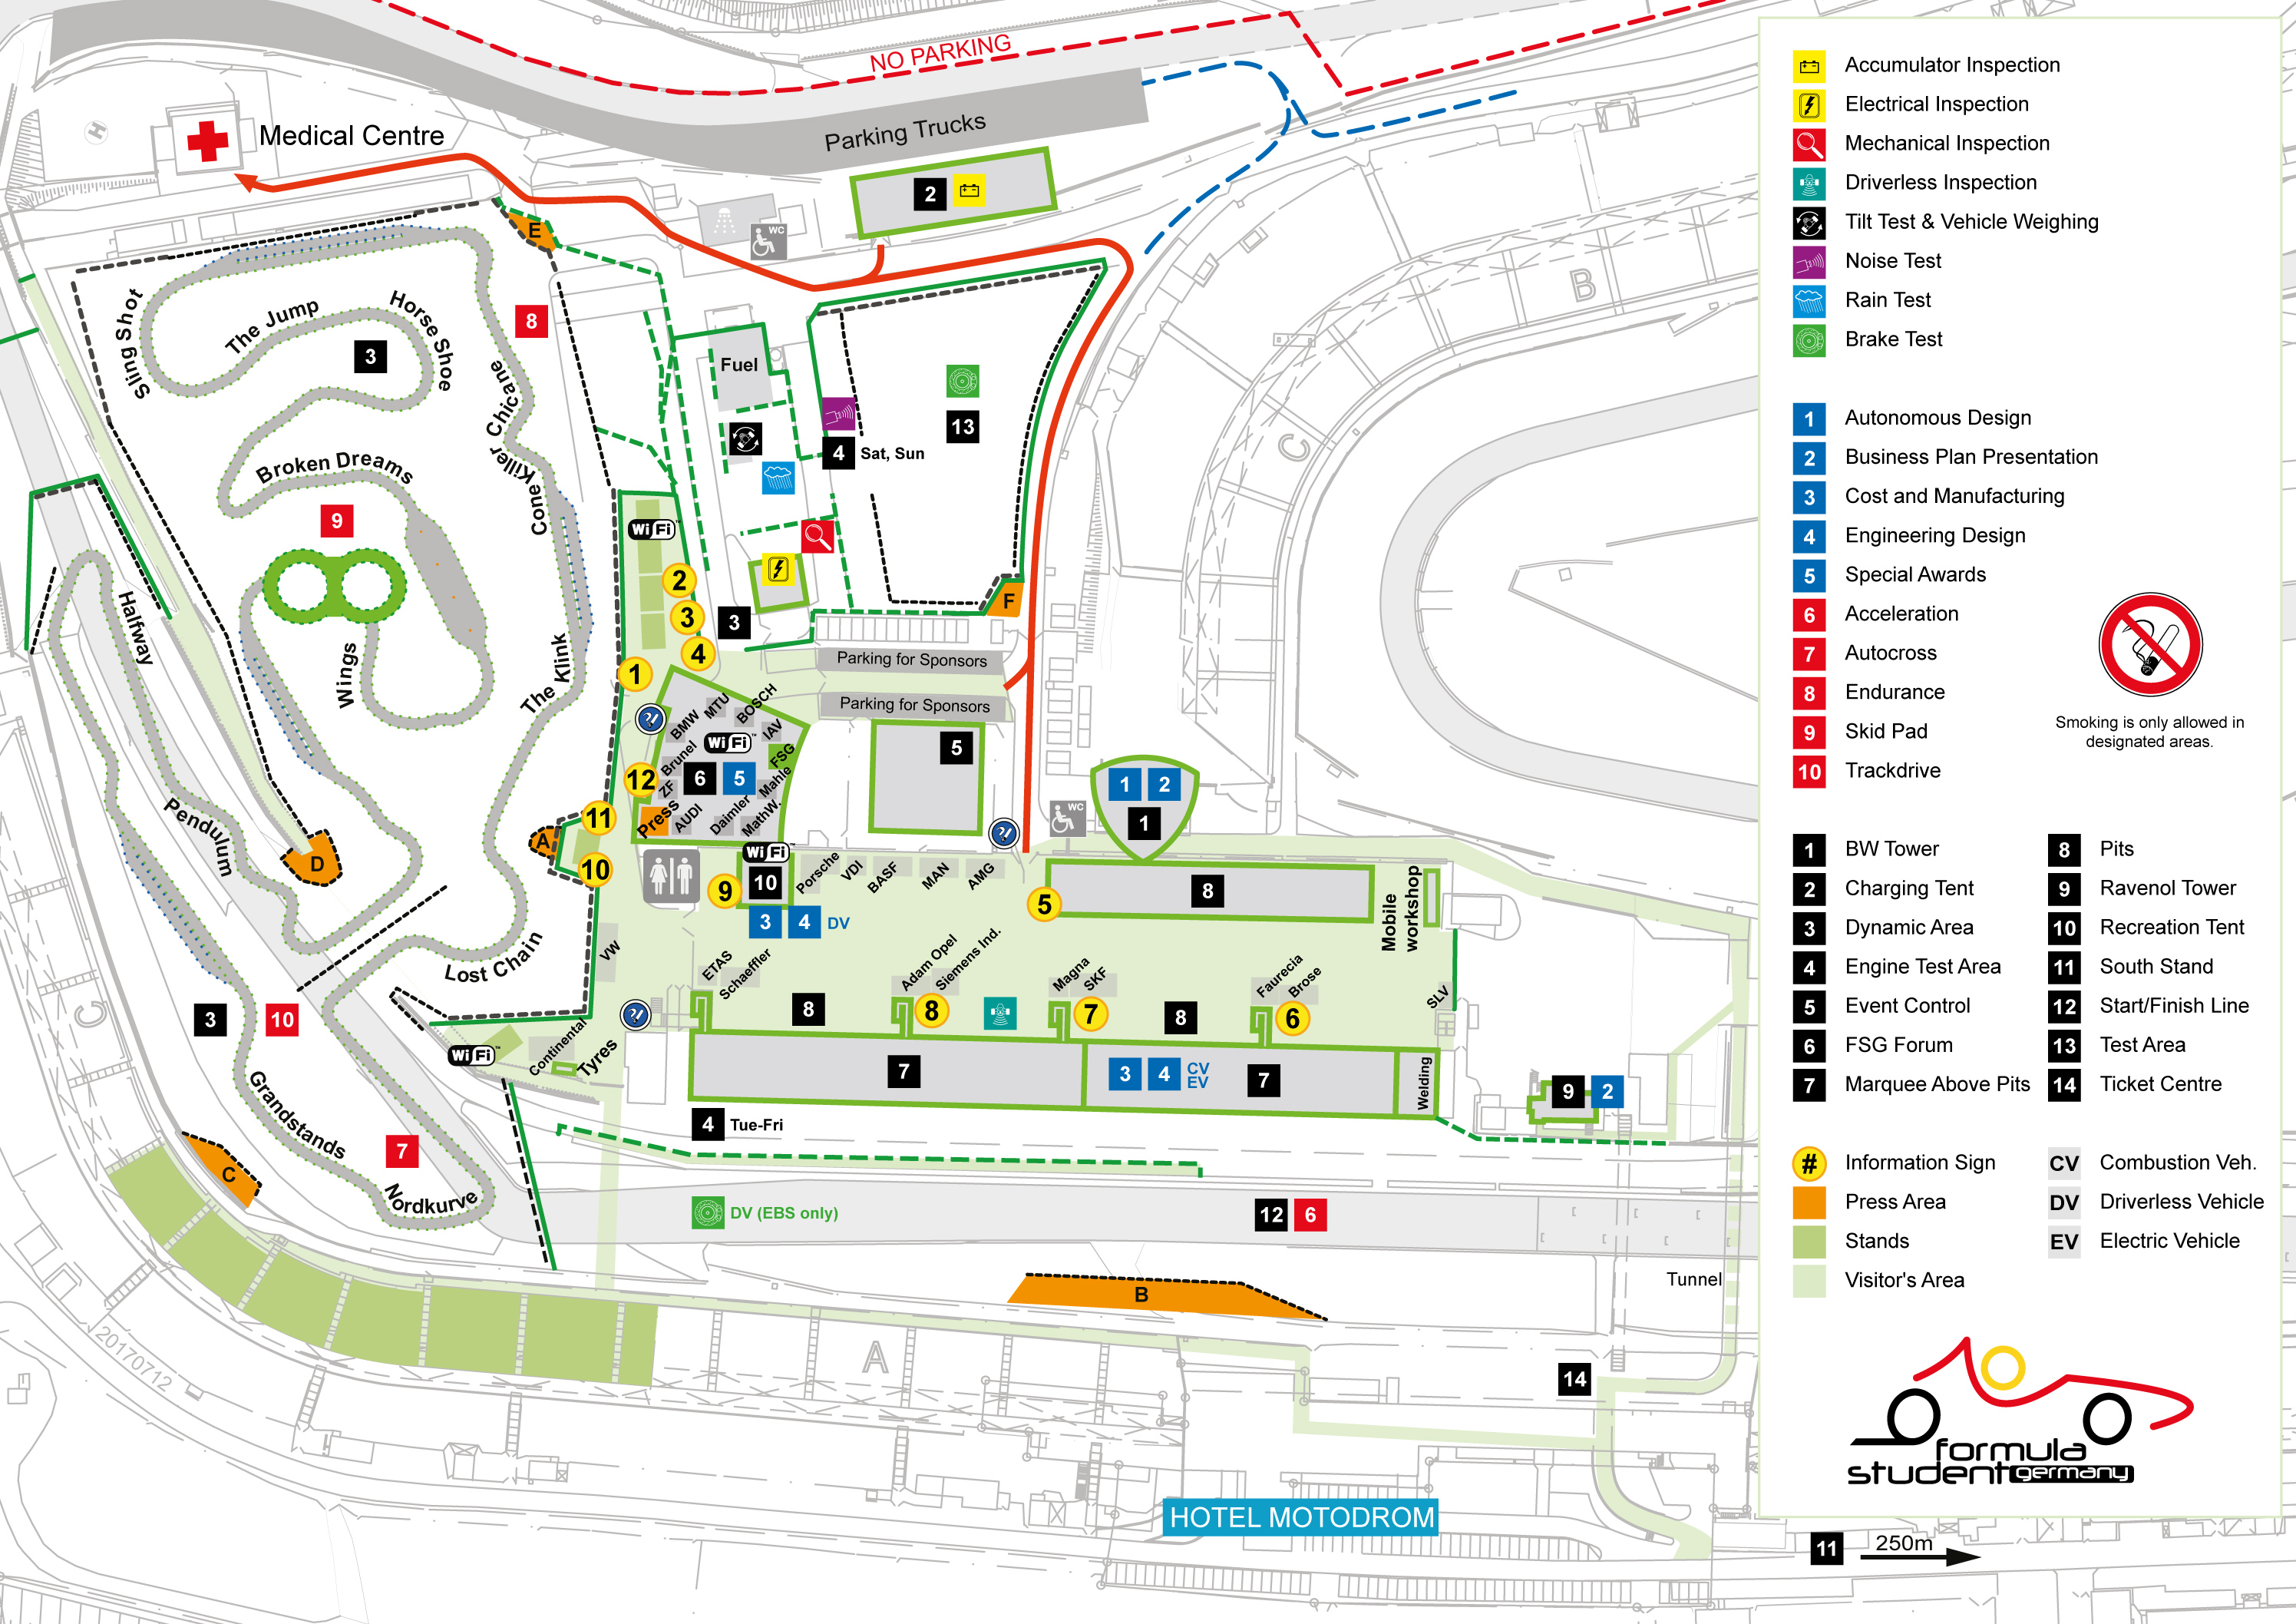 NO PARKING
Parking Trucks
H
Medical Centre
2
WC
E
B
Sling Shot
The Jump
Horse Shoe
3
8
Cone Killer Chicane
Fuel
13
4 Sat, Sun
C
Broken Dreams
9
WiFi™
2
3
3
4
1
F
Halfway
Wings
The Klink
Parking for Sponsors
Parking for Sponsors
BMW
MTU
BOSCH
IAV
WiFi™
FSG
Brunel
12
ZF
6 5
Mahle
Press
AUDI
Daimler
MathW.
5
1 2
WC
1
11
A
10
Pendulum
D
WiFi™
9
10
Porsche
VDI
BASF
MAN
AMG
5
8
Mobile workshop
3 4 DV
Lost Chain
VW
ETAS
Schaeffler
Adam Opel
Siemens Ind.
Magna
SKF
Faurecia
Brose
SLV
C
3 10
8
8
7
8
6
WiFi™
Continental
Tyres
7
3 4 CV
EV
7
Welding
9 2
4 Tue-Fri
Grandstands
7
Nordkurve
C
DV (EBS only)
12 6
B
Tunnel
20170712
A
14
HOTEL MOTODROM
11 250m
Accumulator Inspection
Electrical Inspection
Mechanical Inspection
Driverless Inspection
Tilt Test & Vehicle Weighing
Noise Test
Rain Test
Brake Test
1 Autonomous Design
2 Business Plan Presentation
3 Cost and Manufacturing
4 Engineering Design
5 Special Awards
6 Acceleration
7 Autocross
8 Endurance
9 Skid Pad
10 Trackdrive
Smoking is only allowed in
designated areas.
1 BW Tower
2 Charging Tent
3 Dynamic Area
4 Engine Test Area
5 Event Control
6 FSG Forum
7 Marquee Above Pits
8 Pits
9 Ravenol Tower
10 Recreation Tent
11 South Stand
12 Start/Finish Line
13 Test Area
14 Ticket Centre
# Information Sign
Press Area
Stands
Visitor's Area
CV Combustion Veh.
DV Driverless Vehicle
EV Electric Vehicle
formula
student germany